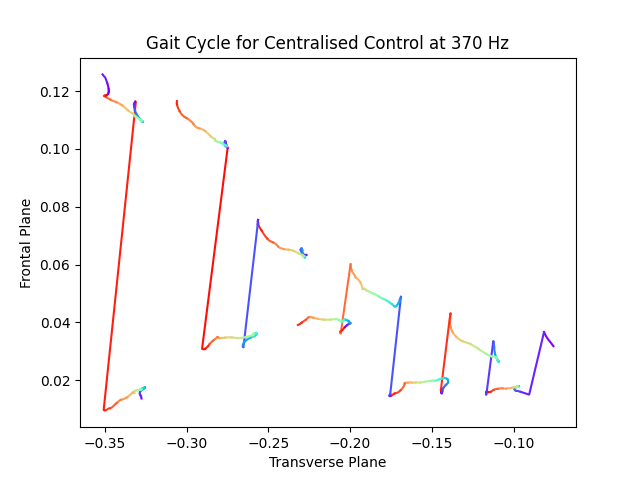 Gait Cycle for Centralised Control at 370 Hz
0.12
0.10
0.08
0.06
0.04
0.02
Frontal Plane
−0.35 −0.30 −0.25 −0.20 −0.15 −0.10
Transverse Plane